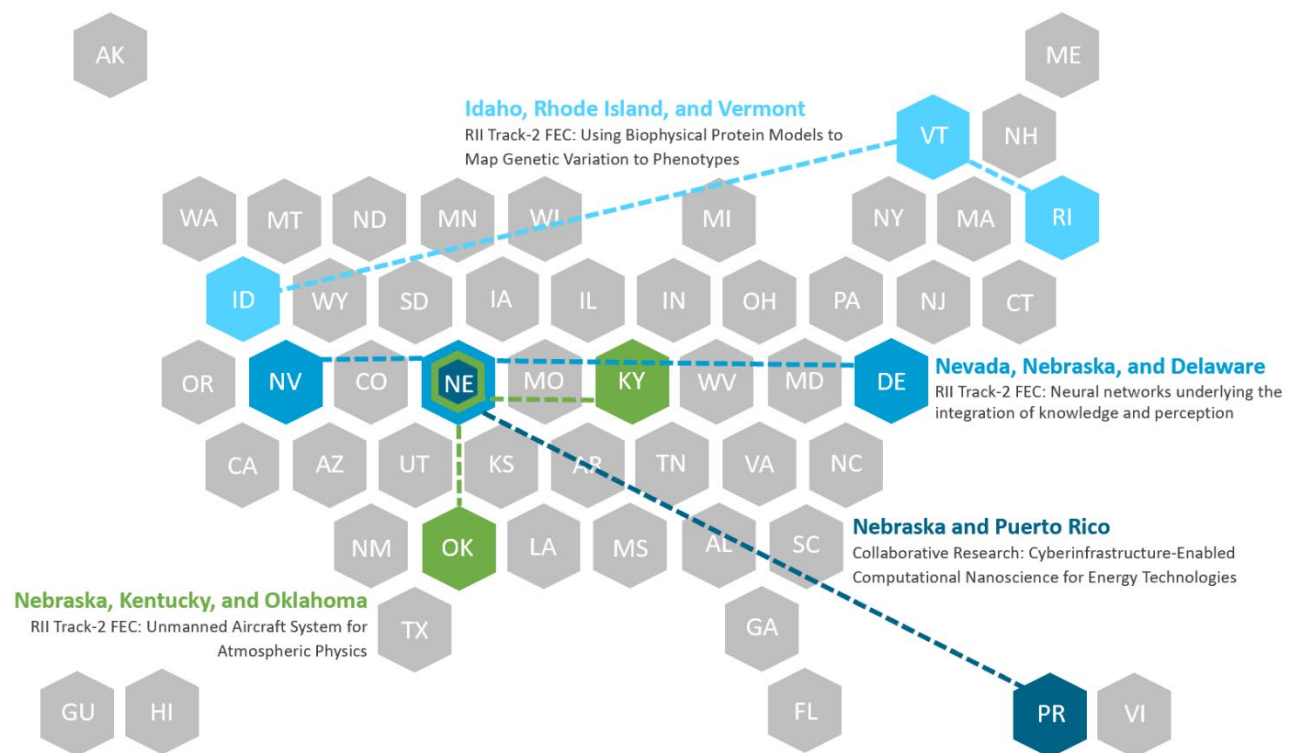 AK
ME
Idaho, Rhode Island, and Vermont
RII Track-2 FEC: Using Biophysical Protein Models to
Map Genetic Variation to Phenotypes
VT
NH
WA
MT
ND
MN
WI
MI
NY
MA
RI
ID
WY
SD
IA
IL
IN
OH
PA
NJ
CT
OR
NV
CO
NE
MO
KY
WV
MD
DE
Nevada, Nebraska, and Delaware
RII Track-2 FEC: Neural networks underlying the
integration of knowledge and perception
CA
AZ
UT
KS
AR
TN
VA
NC
NM
OK
LA
MS
AL
SC
Nebraska and Puerto Rico
Collaborative Research: Cyberinfrastructure-Enabled
Computational Nanoscience for Energy Technologies
Nebraska, Kentucky, and Oklahoma
RII Track-2 FEC: Unmanned Aircraft System for
Atmospheric Physics
TX
GA
GU
HI
FL
PR
VI